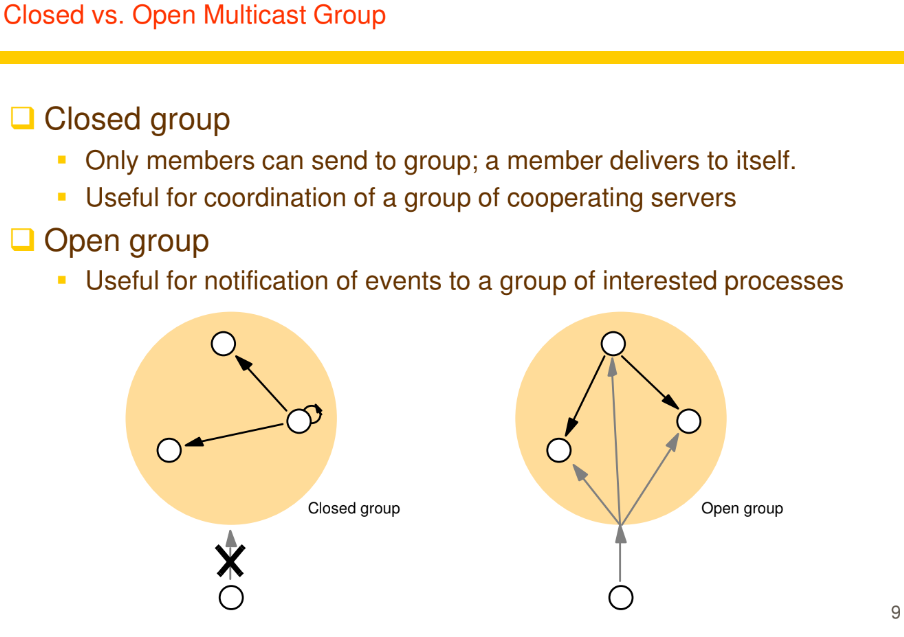 Closed vs. Open Multicast Group
Closed group
Only members can send to group; a member delivers to itself.
Useful for coordination of a group of cooperating servers
Open group
Useful for notification of events to a group of interested processes
Closed group
Open group
9